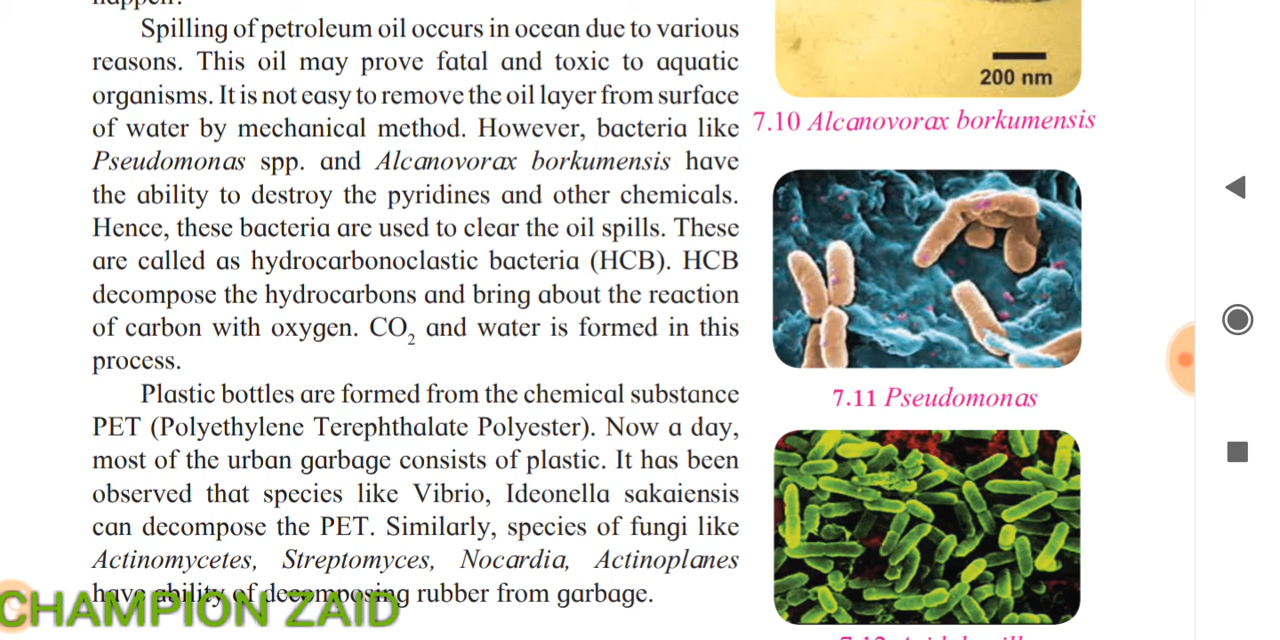 happen.
Spilling of petroleum oil occurs in ocean due to various
reasons. This oil may prove fatal and toxic to aquatic
organisms. It is not easy to remove the oil layer from surface
of water by mechanical method. However, bacteria like
Pseudomonas spp. and Alcanovorax borkumensis have
the ability to destroy the pyridines and other chemicals.
Hence, these bacteria are used to clear the oil spills. These
are called as hydrocarbonoclastic bacteria (HCB). HCB
decompose the hydrocarbons and bring about the reaction
of carbon with oxygen. CO₂ and water is formed in this
process.
Plastic bottles are formed from the chemical substance
PET (Polyethylene Terephthalate Polyester). Now a day,
most of the urban garbage consists of plastic. It has been
observed that species like Vibrio, Ideonella sakaiensis
can decompose the PET. Similarly, species of fungi like
Actinomycetes, Streptomyces, Nocardia, Actinoplanes
have ability of decomposing rubber from garbage.
CHAMPION ZAID
200 nm
7.10 Alcanovorax borkumensis
7.11 Pseudomonas